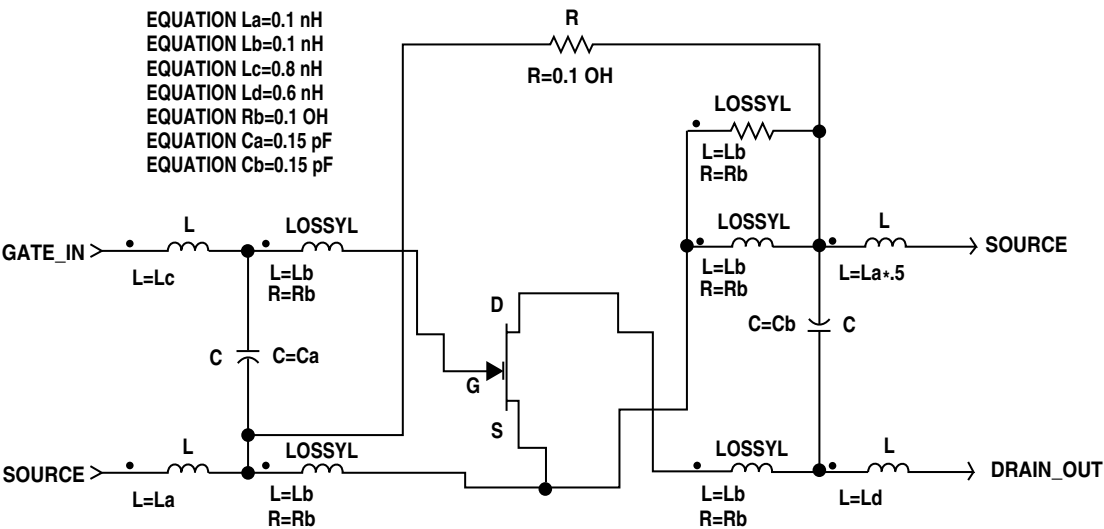 EQUATION La=0.1 nH
EQUATION Lb=0.1 nH
EQUATION Lc=0.8 nH
EQUATION Ld=0.6 nH
EQUATION Rb=0.1 OH
EQUATION Ca=0.15 pF
EQUATION Cb=0.15 pF
R
R=0.1 OH
LOSSYL
L=Lb
R=Rb
GATE_IN
L
L=Lc
LOSSYL
L=Lb
R=Rb
LOSSYL
L=Lb
R=Rb
L
L=La*.5
SOURCE
C
C=Ca
D
G
S
C=Cb
C
SOURCE
L
L=La
LOSSYL
L=Lb
R=Rb
LOSSYL
L=Lb
R=Rb
L
L=Ld
DRAIN_OUT